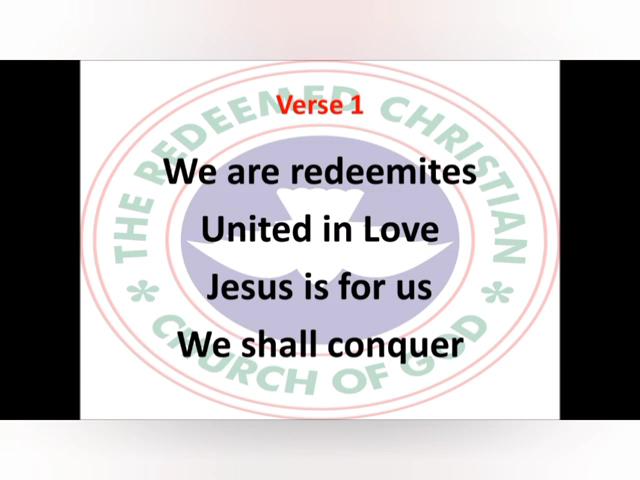 Verse 1
We are redeemites
United in Love
Jesus is for us
We shall conquer
THE REDEEMED CHRISTIAN
CHURCH OF GOD